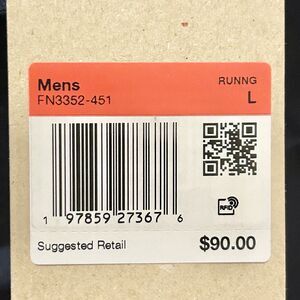 Mens RUNNG
FN3352-451 L
RFID
1 97859 27367 6
Suggested Retail $90.00